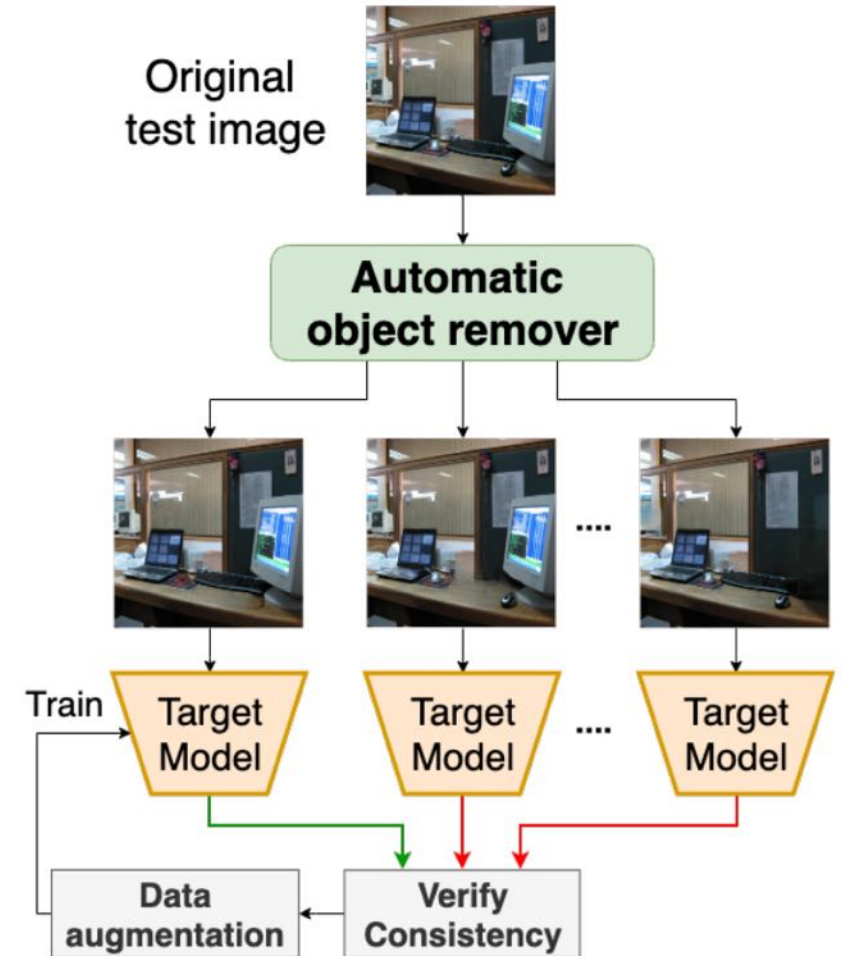 Original
test image
Automatic
object remover
....
Train
Target
Model
Target
Model
....
Target
Model
Data
augmentation
Verify
Consistency